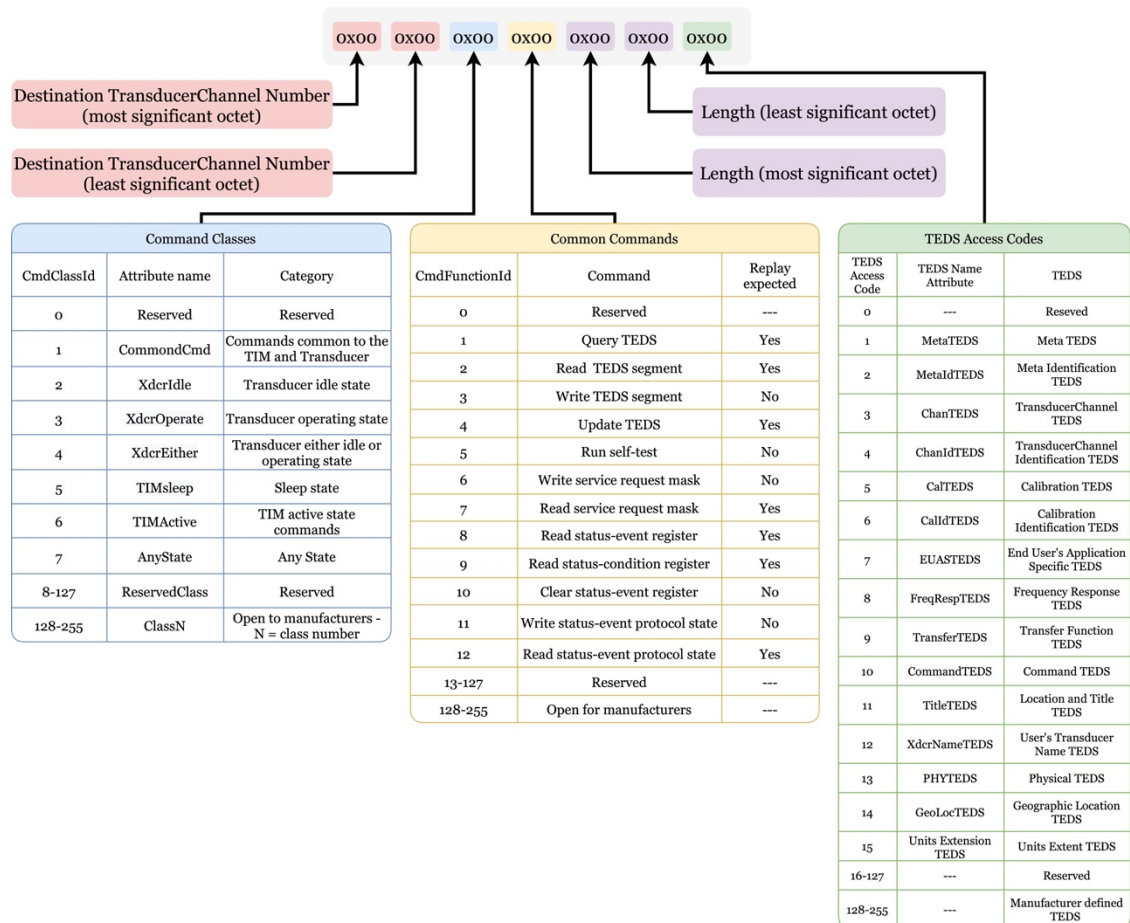 0x00 0x00 0x00 0x00 0x00 0x00 0x00
Destination TransducerChannel Number
(most significant octet)
Length (least significant octet)
Destination TransducerChannel Number
(least significant octet)
Length (most significant octet)
Command Classes
CmdClassId Attribute name Category
0 Reserved Reserved
1 CommondCmd Commands common to the
TIM and Transducer
2 XdcrIdle Transducer idle state
3 XdcrOperate Transducer operating state
4 XdcrEither Transducer either idle or
operating state
5 TIMsleep Sleep state
6 TIMActive TIM active state
commands
7 AnyState Any State
8-127 ReservedClass Reserved
128-255 ClassN Open to manufacturers -
N = class number
Common Commands
CmdFunctionId Command Replay
expected
0 Reserved ---
1 Query TEDS Yes
2 Read TEDS segment Yes
3 Write TEDS segment No
4 Update TEDS Yes
5 Run self-test No
6 Write service request mask No
7 Read service request mask Yes
8 Read status-event register Yes
9 Read status-condition register Yes
10 Clear status-event register No
11 Write status-event protocol state No
12 Read status-event protocol state Yes
13-127 Reserved ---
128-255 Open for manufacturers ---
TEDS Access Codes
TEDS
Access
Code
TEDS Name
Attribute
TEDS
0 --- Reseved
1 MetaTEDS Meta TEDS
2 MetaIdTEDS Meta Identification
TEDS
3 ChanTEDS TransducerChannel
TEDS
4 ChanIdTEDS TransducerChannel
Identification TEDS
5 CalTEDS Calibration TEDS
6 CalIdTEDS Calibration
Identification TEDS
7 EUASTEDS End User's Application
Specific TEDS
8 FreqRespTEDS Frequency Response
TEDS
9 TransferTEDS Transfer Function
TEDS
10 CommandTEDS Command TEDS
11 TitleTEDS Location and Title
TEDS
12 XdcrNameTEDS User's Transducer
Name TEDS
13 PHYTEDS Physical TEDS
14 GeoLocTEDS Geographic Location
TEDS
15 Units Extension
TEDS
Units Extent TEDS
16-127 --- Reserved
128-255 --- Manufacturer defined
TEDS